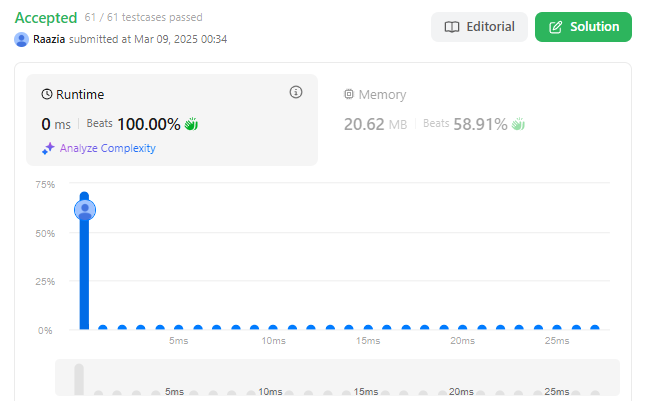 Accepted 61 / 61 testcases passed
Raazia submitted at Mar 09, 2025 00:34
Editorial
Solution
Runtime
0 ms Beats 100.00%
Analyze Complexity
Memory
20.62 MB Beats 58.91%
75%
50%
25%
0%
5ms 10ms 15ms 20ms 25ms
5ms 10ms 15ms 20ms 25ms